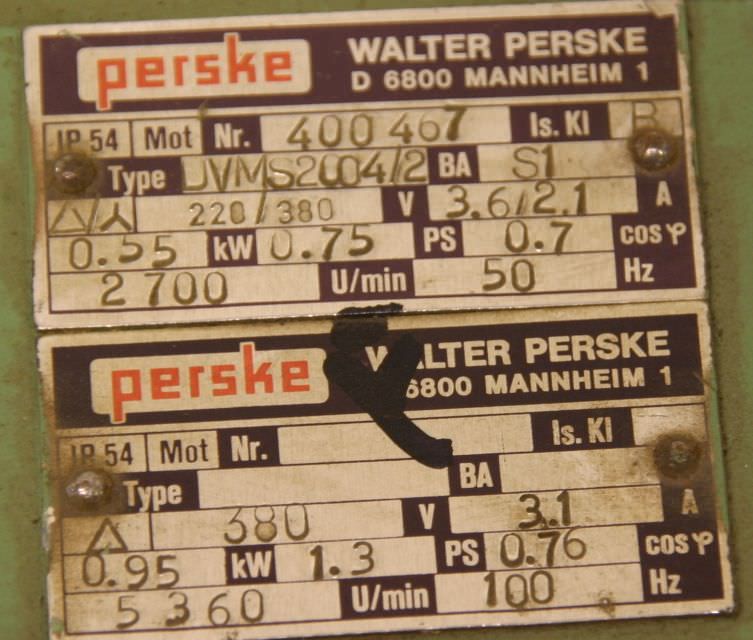 perske WALTER PERSKE
D 6800 MANNHEIM 1
IP 54 Mot Nr. 400 467 Is. Kl B
Type BA S1
220/380 V 3.6/2.1 A
0.55 kW 0.75 PS 0.7 cos φ
2700 U/min 50 Hz
perske WALTER PERSKE
6800 MANNHEIM 1
IP 54 Mot Nr. Is. Kl
Type BA
380 V 3.1 A
0.95 kW 1.3 PS 0.76 cos φ
5360 U/min 100 Hz